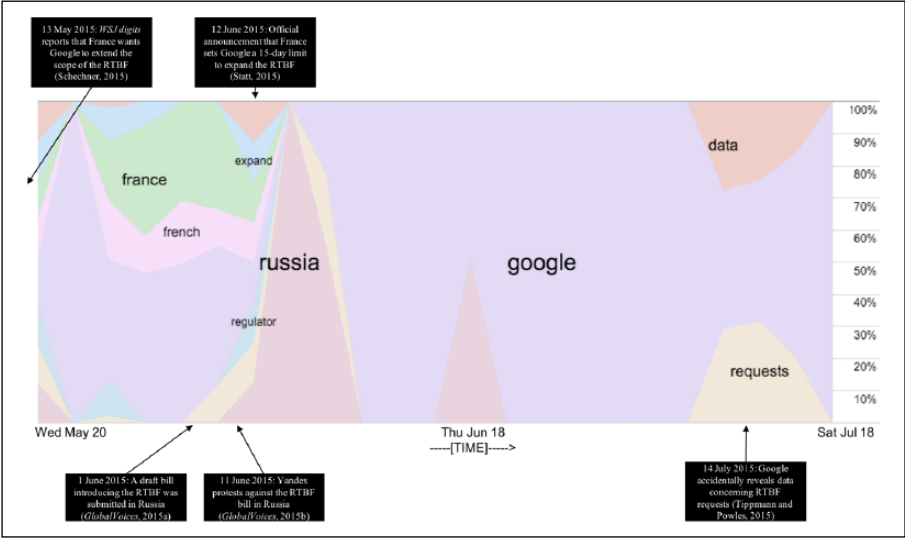 13 May 2015: WSJ digits
reports that France wants
Google to extend the
scope of the RTBF
(Schechner, 2015)
12 June 2015: Official
announcement that France
sets Google a 15-day limit
to expand the RTBF
(Statt, 2015)
100%
90%
80%
70%
60%
50%
40%
30%
20%
10%
france
expand
french
russia
google
regulator
data
requests
Wed May 20
Thu Jun 18
Sat Jul 18
-----[TIME]----->
1 June 2015: A draft bill
introducing the RTBF was
submitted in Russia
(GlobalVoices, 2015a)
11 June 2015: Yandex
protests against the RTBF
bill in Russia
(GlobalVoices, 2015b)
14 July 2015: Google
accidentally reveals data
concerning RTBF
requests (Tippmann and
Powles, 2015)